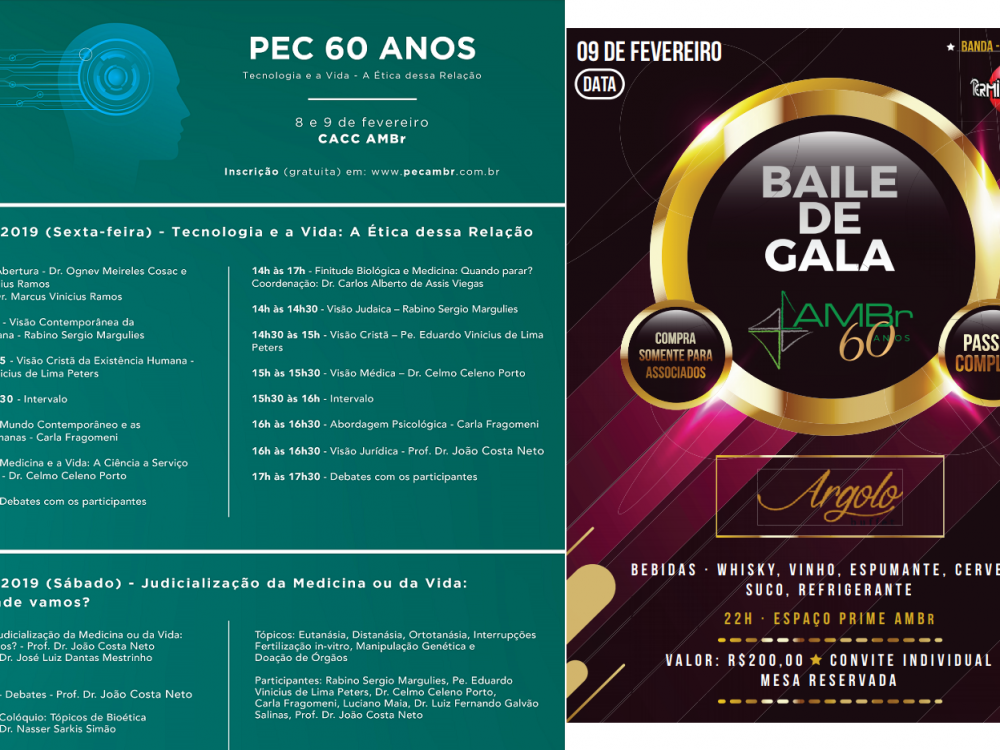 PEC 60 ANOS
Tecnologia e a Vida - A Ética dessa Relação
8 e 9 de fevereiro
CACC AMBr
Inscrição (gratuita) em: www.pecambr.com.br
2019 (Sexta-feira) - Tecnologia e a Vida: A Ética dessa Relação
Abertura - Dr. Ognev Meireles Cosac e
ius Ramos
r. Marcus Vinicius Ramos
- Visão Contemporânea da
ana - Rabino Sergio Margulies
5 - Visão Cristã da Existência Humana -
icius de Lima Peters
30 - Intervalo
Mundo Contemporâneo e as
nanas - Carla Fragomeni
Medicina e a Vida: A Ciência a Serviço
- Dr. Celmo Celeno Porto
Debates com os participantes
14h às 17h - Finitude Biológica e Medicina: Quando parar?
Coordenação: Dr. Carlos Alberto de Assis Viegas
14h às 14h30 - Visão Judaica – Rabino Sergio Margulies
14h30 às 15h - Visão Cristã – Pe. Eduardo Vinicius de Lima
Peters
15h às 15h30 - Visão Médica – Dr. Celmo Celeno Porto
15h30 às 16h - Intervalo
16h às 16h30 - Abordagem Psicológica - Carla Fragomeni
16h às 16h30 - Visão Jurídica - Prof. Dr. João Costa Neto
17h às 17h30 - Debates com os participantes
2019 (Sábado) - Judicialização da Medicina ou da Vida:
nde vamos?
udicialização da Medicina ou da Vida:
os? - Prof. Dr. João Costa Neto
Dr. José Luiz Dantas Mestrinho
- Debates - Prof. Dr. João Costa Neto
Colóquio: Tópicos de Bioética
Dr. Nasser Sarkis Simão
Tópicos: Eutanásia, Distanásia, Ortotanásia, Interrupções
Fertilização in-vitro, Manipulação Genética e
Doação de Órgãos
Participantes: Rabino Sergio Margulies, Pe. Eduardo
Vinicius de Lima Peters, Dr. Celmo Celeno Porto,
Carla Fragomeni, Luciano Maia, Dr. Luiz Fernando Galvão
Salinas, Prof. Dr. João Costa Neto
09 DE FEVEREIRO
DATA
BANDA -
BAILE
DE
GALA
AMBr
60 ANOS
COMPRA
SOMENTE PARA
ASSOCIADOS
PASS
COMPL
Argolo
BEBIDAS · WHISKY, VINHO, ESPUMANTE, CERVE
SUCO, REFRIGERANTE
22H · ESPAÇO PRIME AMBr
VALOR: R$200,00 ★ CONVITE INDIVIDUAL
MESA RESERVADA